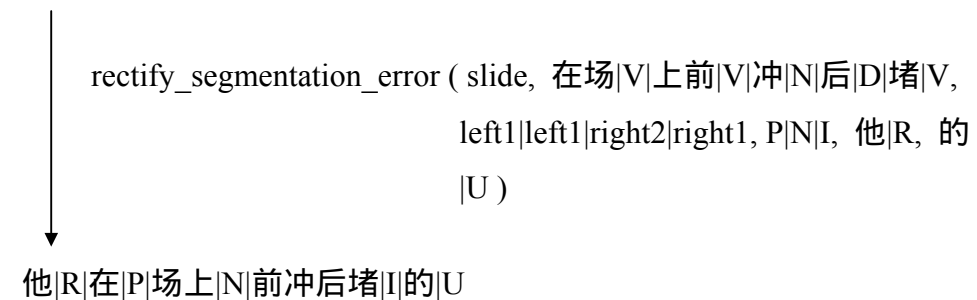 rectify_segmentation_error ( slide, 在场|V|上前|V|冲|N|后|D|堵|V,
left1|left1|right2|right1, P|N|I, 他|R, 的
|U )
他|R|在|P|场上|N|前冲后堵|I|的|U